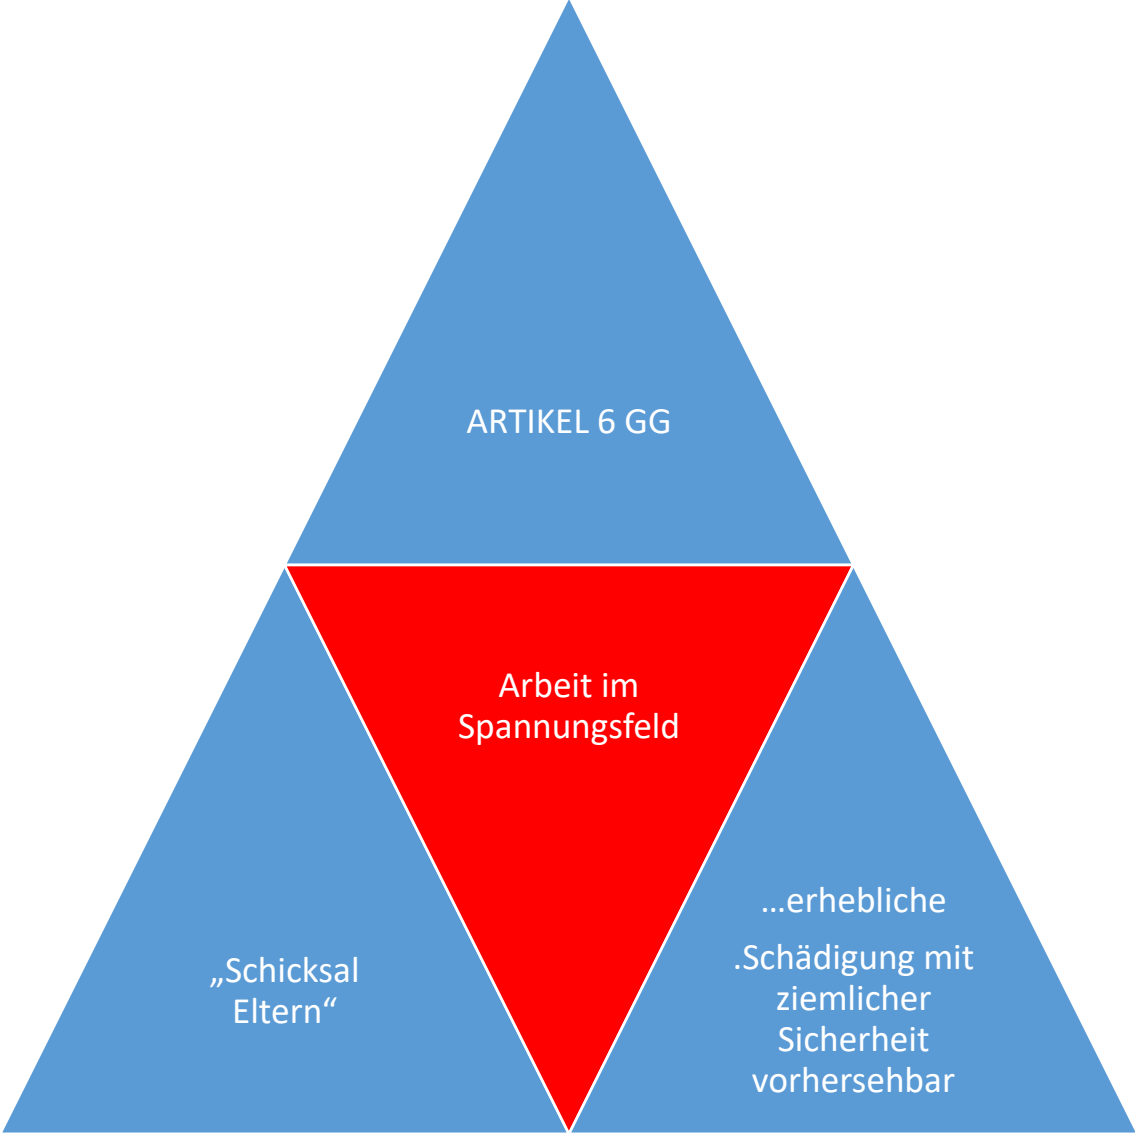 ARTIKEL 6 GG
Arbeit im
Spannungsfeld
„Schicksal
Eltern“
...erhebliche
.Schädigung mit
ziemlicher
Sicherheit
vorhersehbar